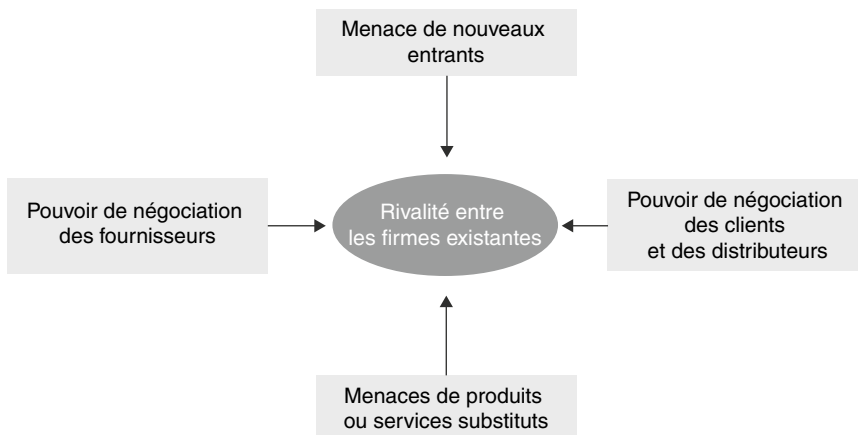 Menace de nouveaux
entrants
Pouvoir de négociation
des fournisseurs
Rivalité entre
les firmes existantes
Pouvoir de négociation
des clients
et des distributeurs
Menaces de produits
ou services substituts